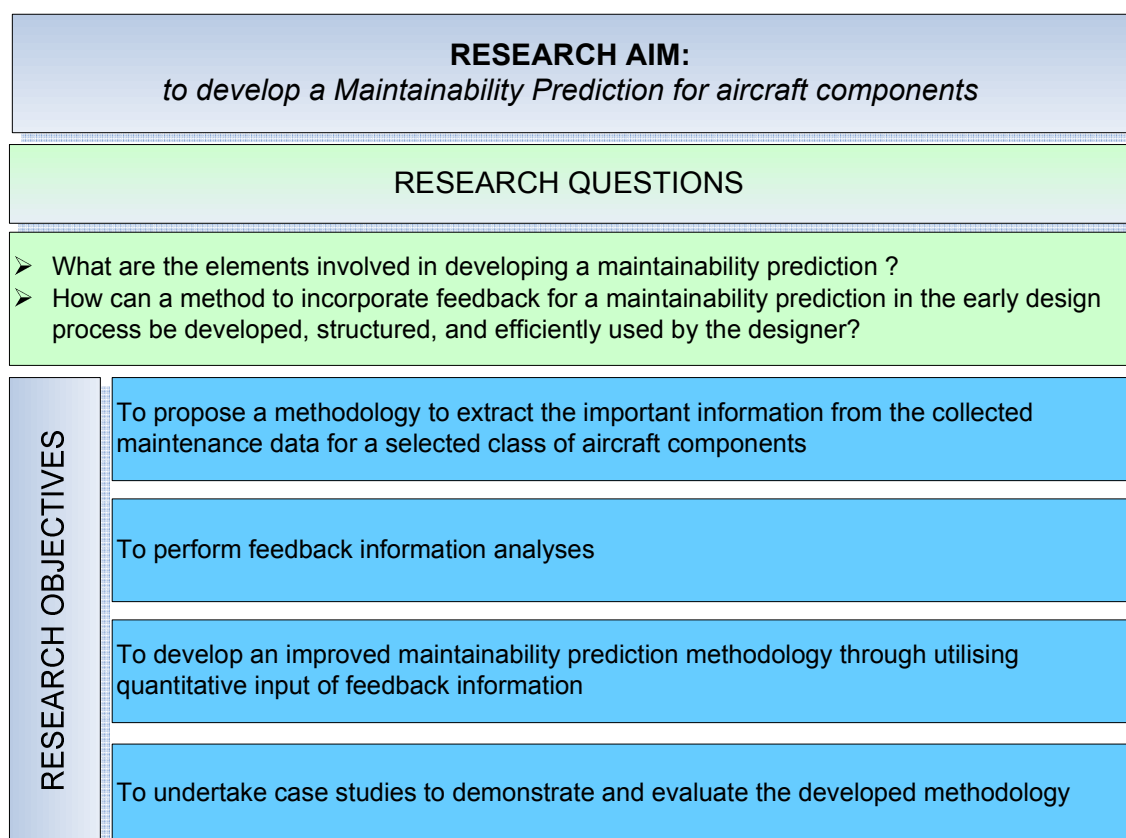 RESEARCH AIM:
to develop a Maintainability Prediction for aircraft components
RESEARCH QUESTIONS
➢ What are the elements involved in developing a maintainability prediction ?
➢ How can a method to incorporate feedback for a maintainability prediction in the early design
process be developed, structured, and efficiently used by the designer?
RESEARCH OBJECTIVES
To propose a methodology to extract the important information from the collected
maintenance data for a selected class of aircraft components
To perform feedback information analyses
To develop an improved maintainability prediction methodology through utilising
quantitative input of feedback information
To undertake case studies to demonstrate and evaluate the developed methodology